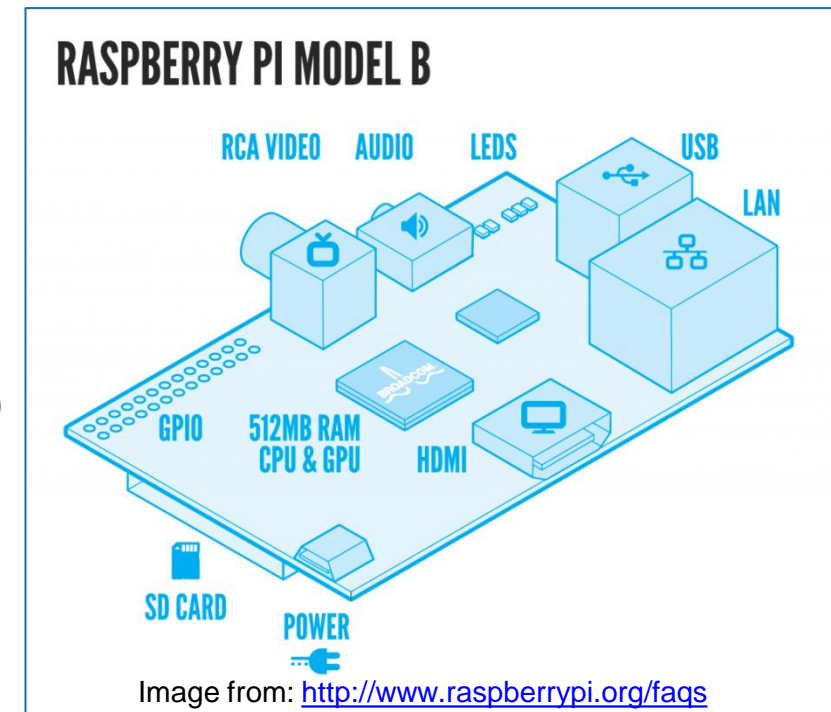 RASPBERRY PI MODEL B
RCA VIDEO AUDIO LEDS USB
LAN
BROADCOM
GPIO 512MB RAM
CPU & GPU HDMI
SD CARD
POWER
Image from: http://www.raspberrypi.org/faqs